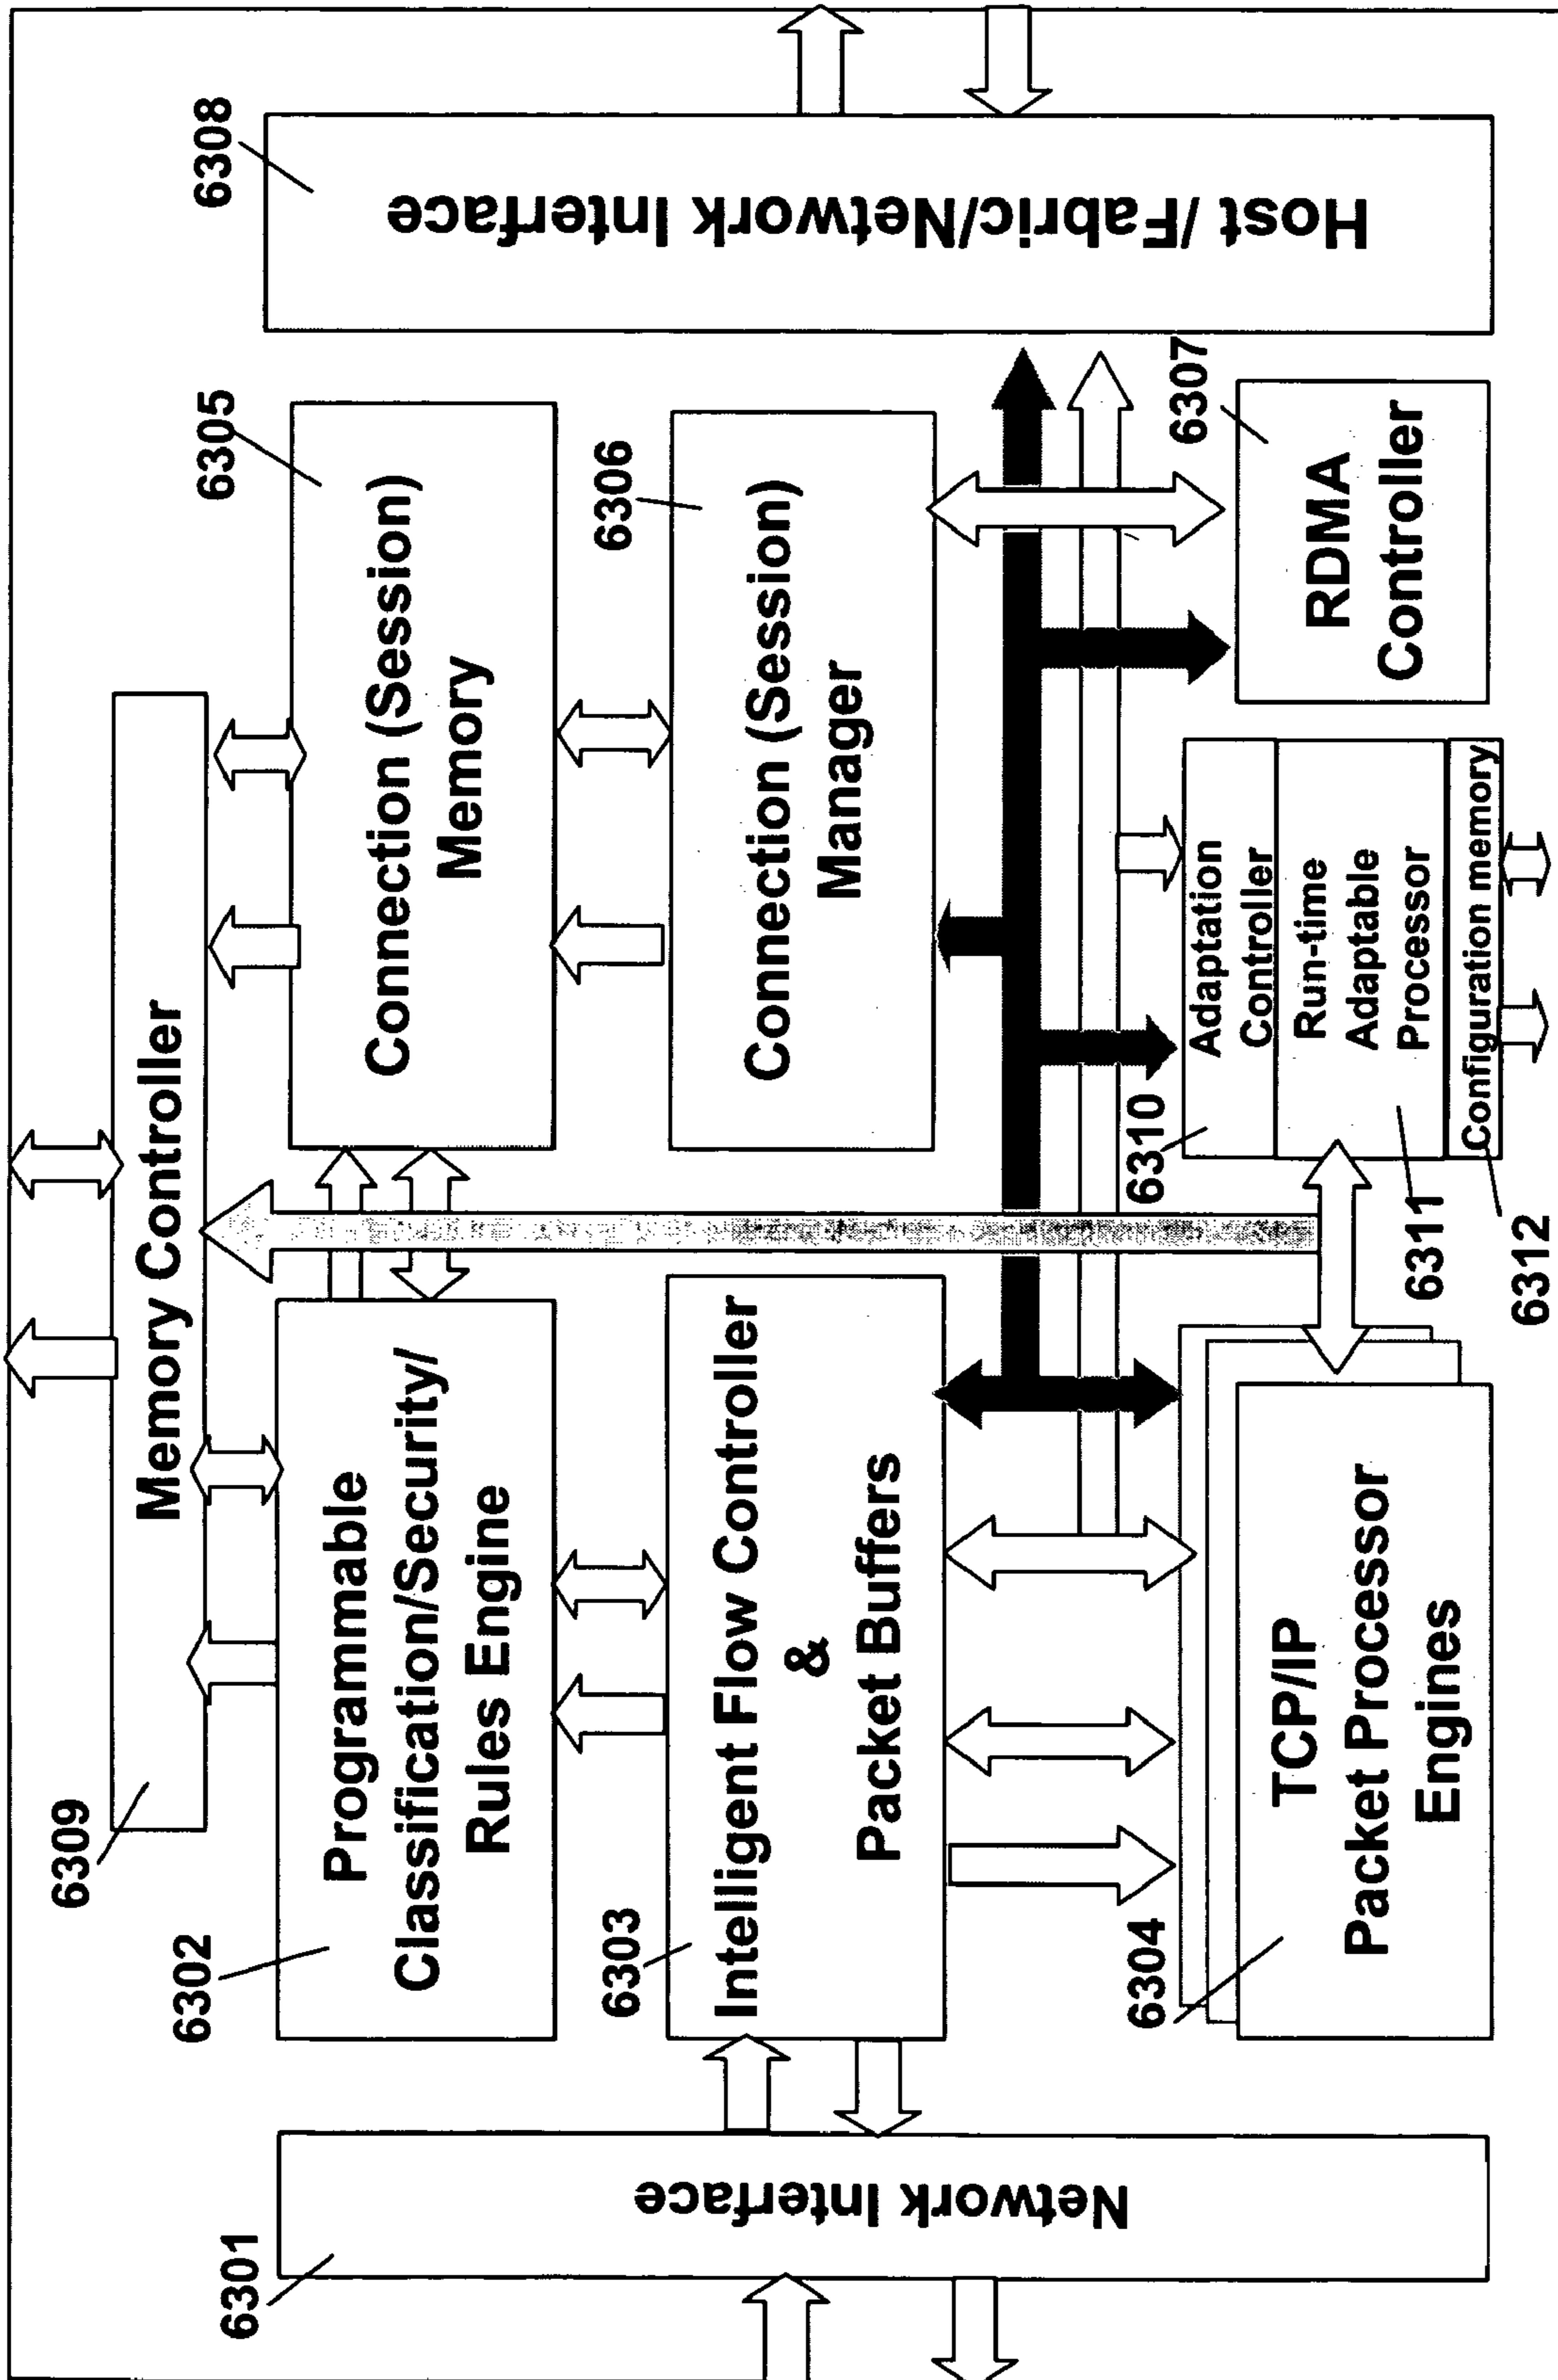 6309
Memory Controller
6302
Programmable
Classification/Security/
Rules Engine
6305
Connection (Session)
Memory
6308
Host /Fabric/Network Interface
6301
Network Interface
6303
Intelligent Flow Controller
&
Packet Buffers
6306
Connection (Session)
Manager
6304
TCP/IP
Packet Processor
Engines
6310
Adaptation
Controller
Run-time
Adaptable
Processor
Configuration memory
6311
6312
6307
RDMA
Controller